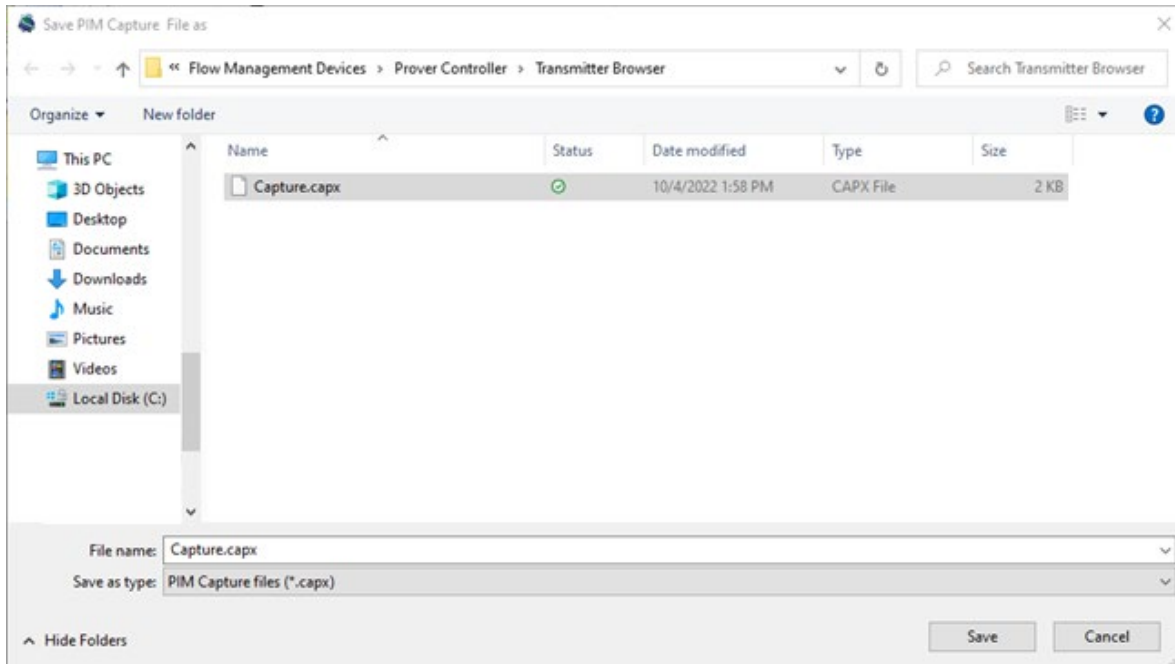 Save PIM Capture File as
« Flow Management Devices > Prover Controller > Transmitter Browser
Search Transmitter Browser
Organize
New folder
?
This PC
3D Objects
Desktop
Documents
Downloads
Music
Pictures
Videos
Local Disk (C:)
Name Status Date modified Type Size
Capture.capx 10/4/2022 1:58 PM CAPX File 2 KB
File name: Capture.capx
Save as type: PIM Capture files (*.capx)
Hide Folders
Save
Cancel